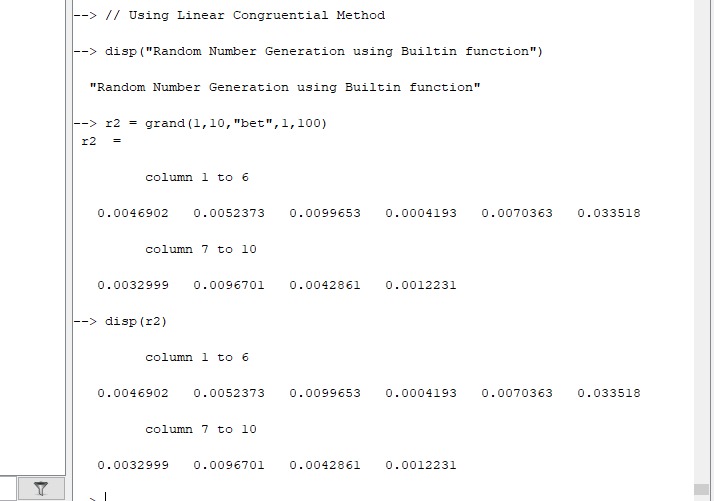 --> // Using Linear Congruential Method
--> disp("Random Number Generation using Builtin function")
"Random Number Generation using Builtin function"
--> r2 = grand(1,10,"bet",1,100)
r2  =
column 1 to 6
0.0046902   0.0052373   0.0099653   0.0004193   0.0070363   0.033518
column 7 to 10
0.0032999   0.0096701   0.0042861   0.0012231
--> disp(r2)
column 1 to 6
0.0046902   0.0052373   0.0099653   0.0004193   0.0070363   0.033518
column 7 to 10
0.0032999   0.0096701   0.0042861   0.0012231